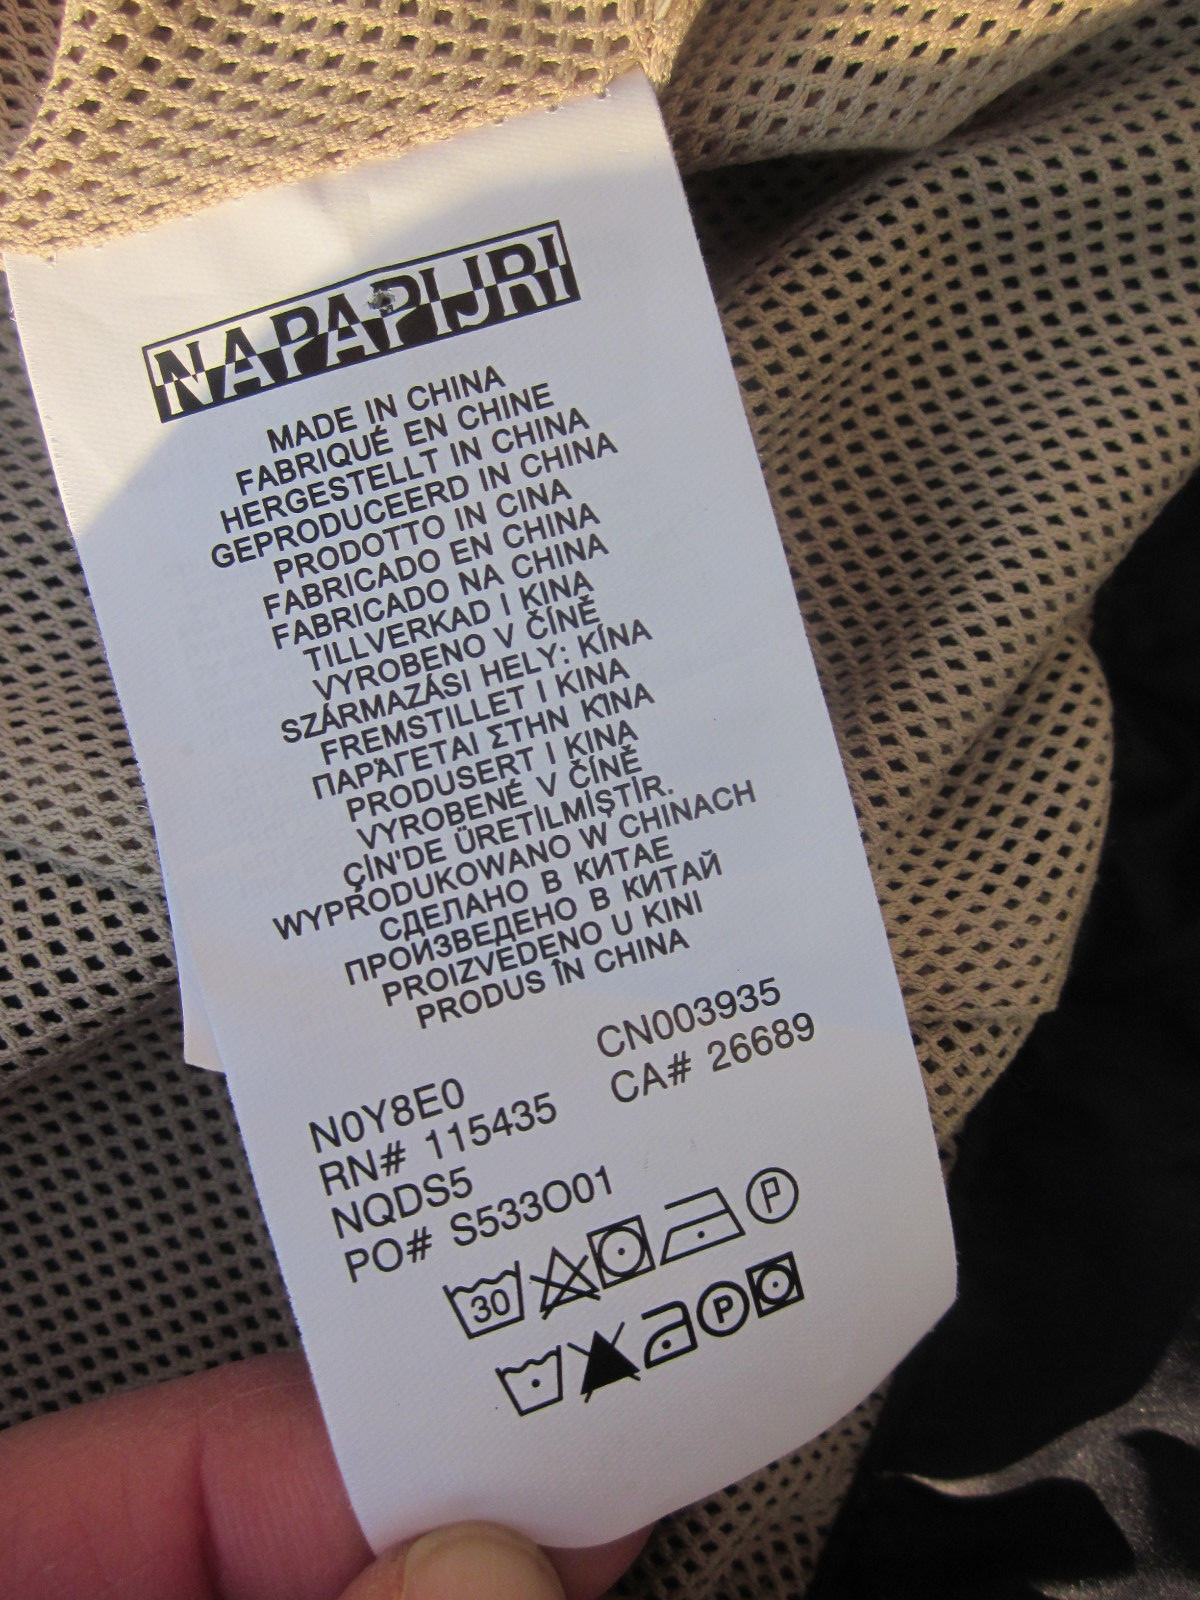 NAPAPIJRI
MADE IN CHINA
FABRIQUÉ EN CHINE
HERGESTELLT IN CHINA
GEPRODUCEERD IN CHINA
PRODOTTO IN CINA
FABRICADO EN CHINA
FABRICADO NA CHINA
TILLVERKAD I KINA
VYROBENO V ČÍNĚ
SZÁRMAZÁSI HELY: KÍNA
FREMSTILLET I KINA
ΠΑΡΆΓΕΤΑΙ ΣΤΗΝ ΚΊΝΑ
PRODUSERT I KINA
VYROBENÉ V ČÍNĚ
ÇİN'DE ÜRETİLMİŞTİR.
WYPRODUKOWANO W CHINACH
СДЕЛАНО В КИТАЕ
ПРОИЗВЕДЕНО В КИТАЙ
PROIZVEDENO U KINI
PRODUS ÎN CHINA
CN003935
N0Y8E0 CA# 26689
RN# 115435
NQDS5
PO# S533O01
30 P
P